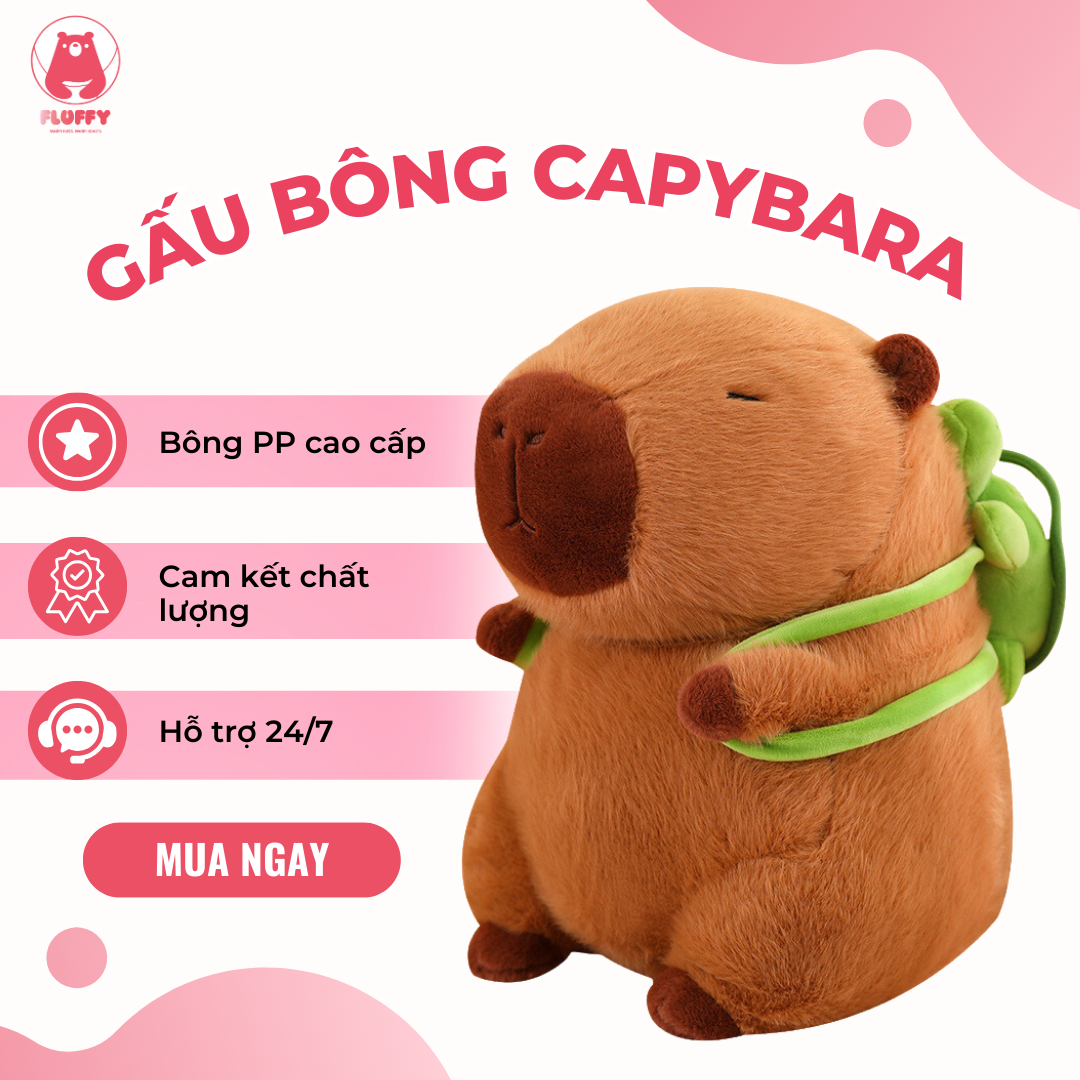 FLUFFY
GẤU BÔNG CAPYBARA
Bông PP cao cấp
Cam kết chất
lượng
Hỗ trợ 24/7
MUA NGAY